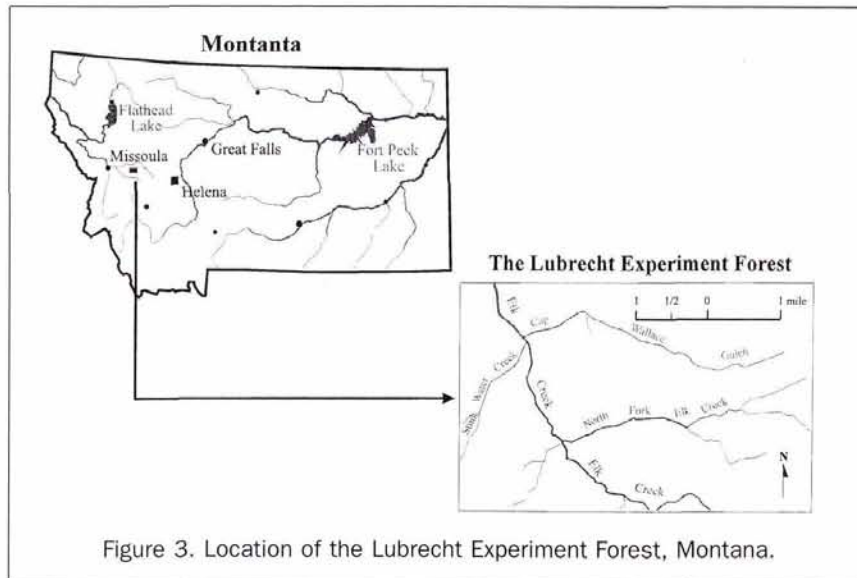 Montanta
Flathead
Lake
Missoula
Great Falls
Fort Peck
Lake
Helena
The Lubrecht Experiment Forest
1 1/2 0 1 mile
Elk
Cap
Wallace
Gulch
Creek
Water
Creek
North Fork Elk Creek
Elk
Creek
N
Figure 3. Location of the Lubrecht Experiment Forest, Montana.